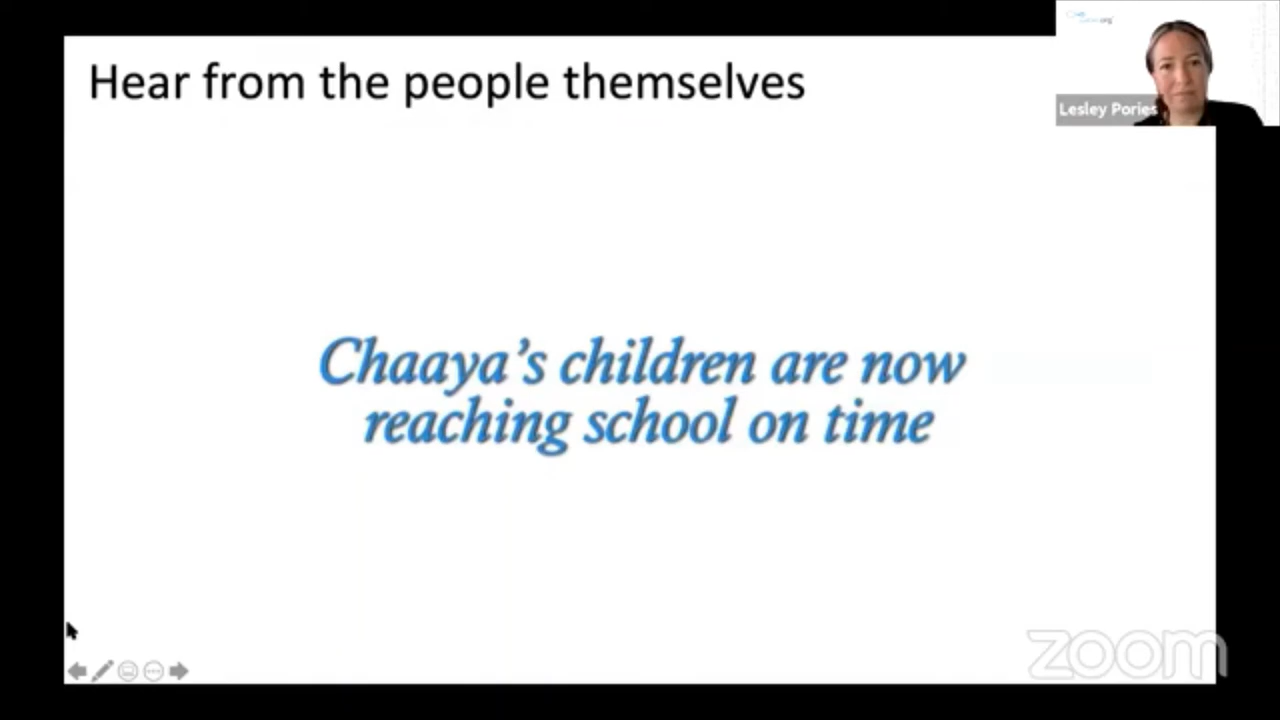 Hear from the people themselves
Lesley Pories
Chaaya's children are now
reaching school on time
zoom